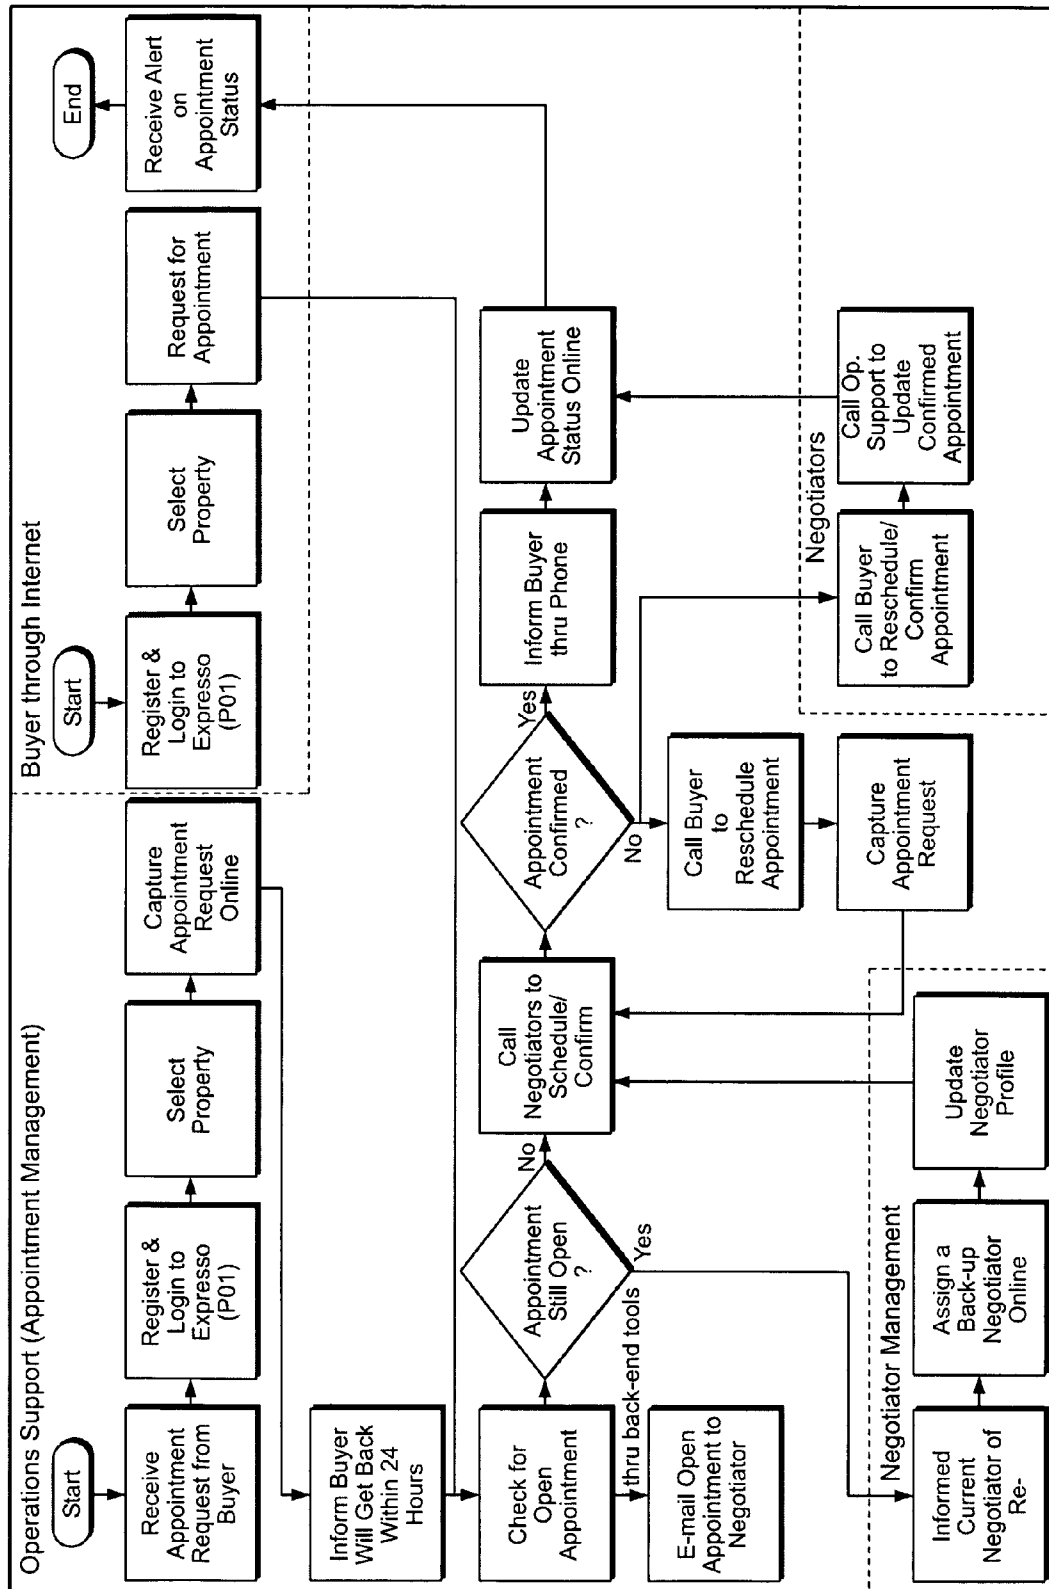 Operations Support (Appointment Management)
Start
Receive
Appointment
Request from
Buyer
Register &
Login to
Expresso
(P01)
Select
Property
Capture
Appointment
Request
Online
Inform Buyer
Will Get Back
Within 24
Hours
Buyer through Internet
Start
Register &
Login to
Expresso
(P01)
Select
Property
Request for
Appointment
Receive Alert
on
Appointment
Status
End
Check for
Open
Appointment
thru back-end tools
E-mail Open
Appointment to
Negotiator
Appointment
Still Open
?
No
Yes
Call
Negotiators to
Schedule/
Confirm
Appointment
Confirmed
?
Yes
No
Inform Buyer
thru Phone
Update
Appointment
Status Online
Call Buyer
to
Reschedule
Appointment
Capture
Appointment
Request
Negotiator Management
Informed
Current
Negotiator of
Re-
Assign a
Back-up
Negotiator
Online
Update
Negotiator
Profile
Negotiators
Call Buyer
to Reschedule/
Confirm
Appointment
Call Op.
Support to
Update
Confirmed
Appointment